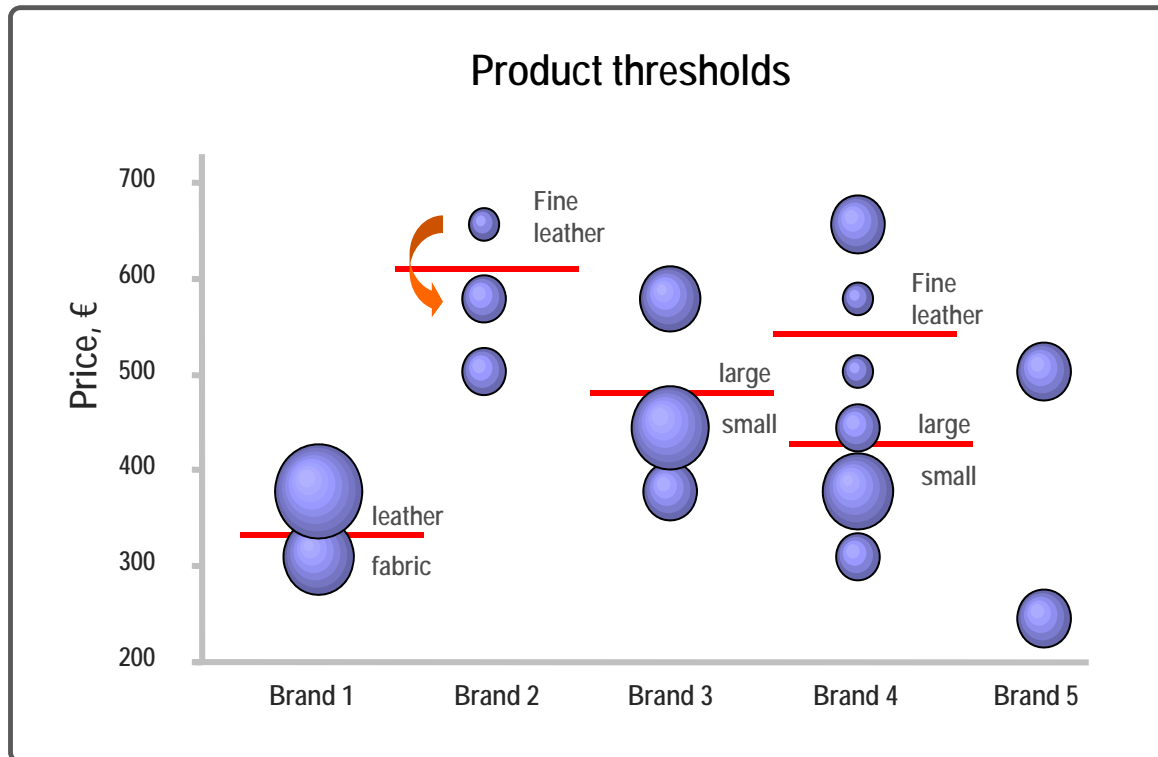 Product thresholds
Price, €
700
600
500
400
300
200
Fine
leather
Fine
leather
large
small
large
small
leather
fabric
Brand 1
Brand 2
Brand 3
Brand 4
Brand 5